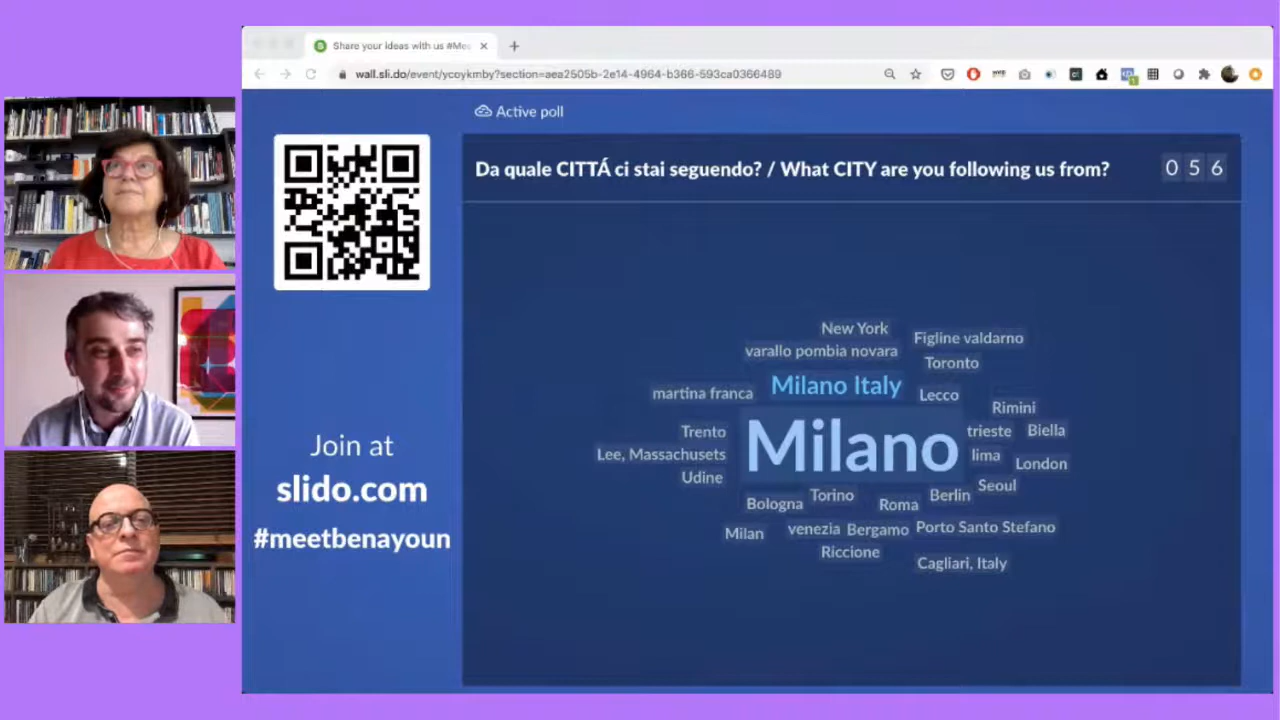 Share your ideas with us #Mee
wall.sli.do/event/ycoykmby?section=aea2505b-2e14-4964-b366-593ca0366489
Active poll
Da quale CITTÁ ci stai seguendo? / What CITY are you following us from?
0 5 6
Join at
slido.com
#meetbenayoun
New York
Figline valdarno
varallo pombia novara
Toronto
Milano Italy
martina franca
Lecco
Rimini
Milano
Trento
trieste
Biella
Lee, Massachusets
lima
London
Udine
Seoul
Bologna
Torino
Roma
Berlin
Milan
venezia
Bergamo
Porto Santo Stefano
Riccione
Cagliari, Italy